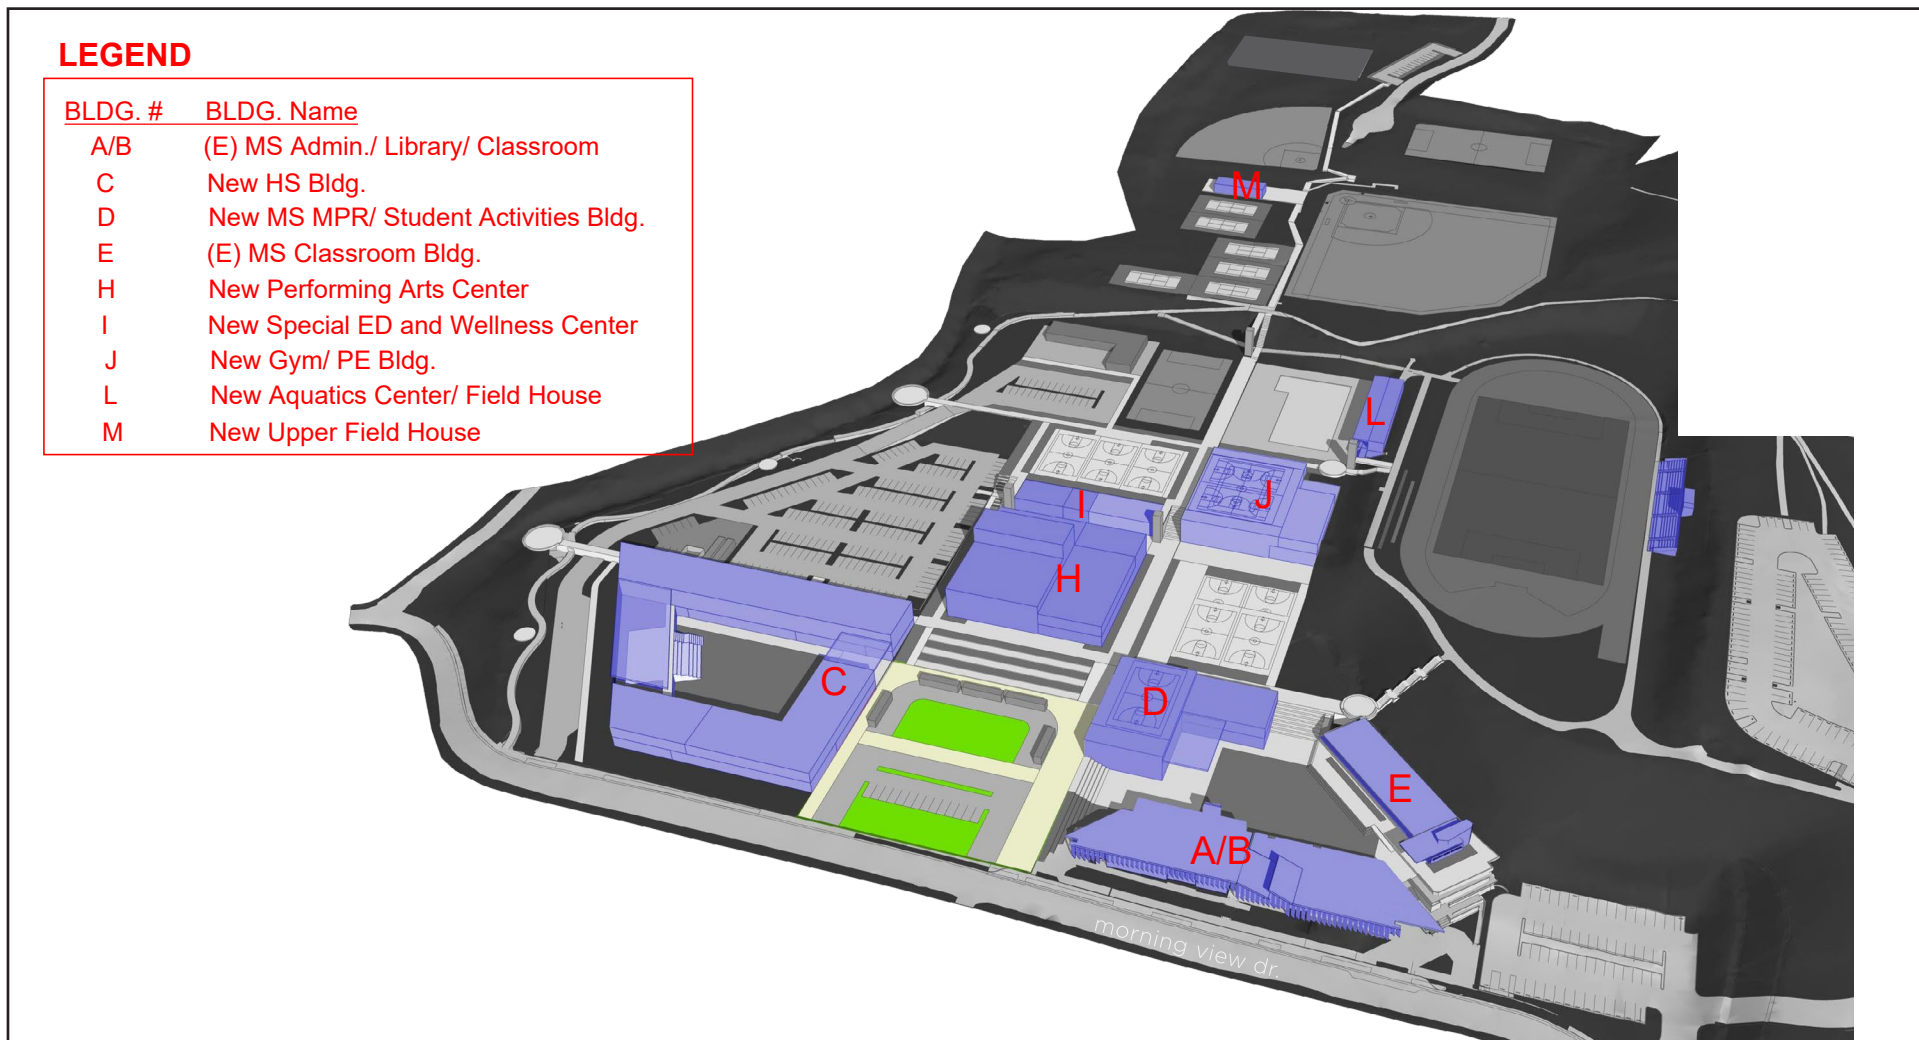 LEGEND
BLDG. # BLDG. Name
A/B (E) MS Admin./ Library/ Classroom
C New HS Bldg.
D New MS MPR/ Student Activities Bldg.
E (E) MS Classroom Bldg.
H New Performing Arts Center
I New Special ED and Wellness Center
J New Gym/ PE Bldg.
L New Aquatics Center/ Field House
M New Upper Field House
M
L
I
J
H
C
D
E
A/B
morning view dr.